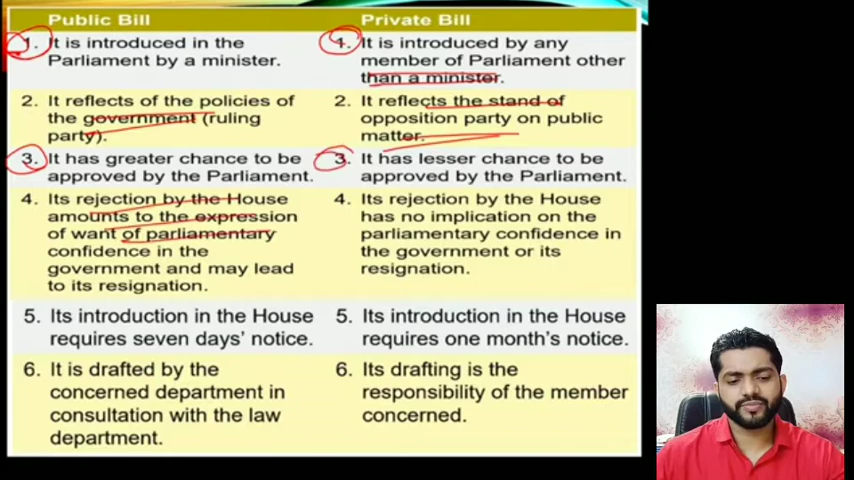 Public Bill
Private Bill
1. It is introduced in the
Parliament by a minister.
1. It is introduced by any
member of Parliament other
than a minister.
2. It reflects of the policies of
the government (ruling
party).
2. It reflects the stand of
opposition party on public
matter.
3. It has greater chance to be
approved by the Parliament.
3. It has lesser chance to be
approved by the Parliament.
4. Its rejection by the House
amounts to the expression
of want of parliamentary
confidence in the
government and may lead
to its resignation.
4. Its rejection by the House
has no implication on the
parliamentary confidence in
the government or its
resignation.
5. Its introduction in the House
requires seven days' notice.
5. Its introduction in the House
requires one month's notice.
6. It is drafted by the
concerned department in
consultation with the law
department.
6. Its drafting is the
responsibility of the member
concerned.